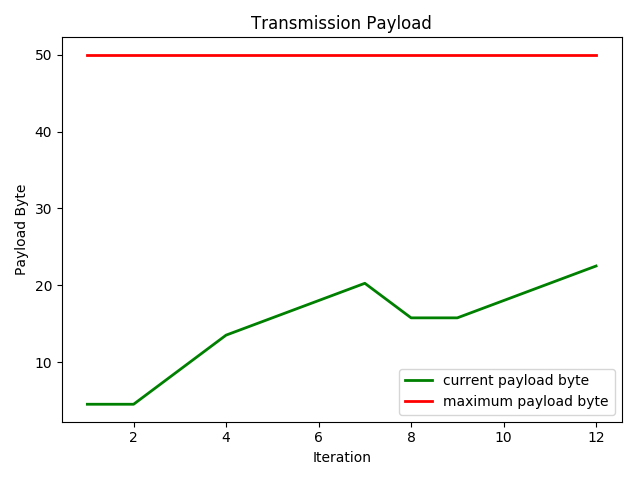 Transmission Payload
50
40
30
20
10
Payload Byte
current payload byte
maximum payload byte
2 4 6 8 10 12
Iteration